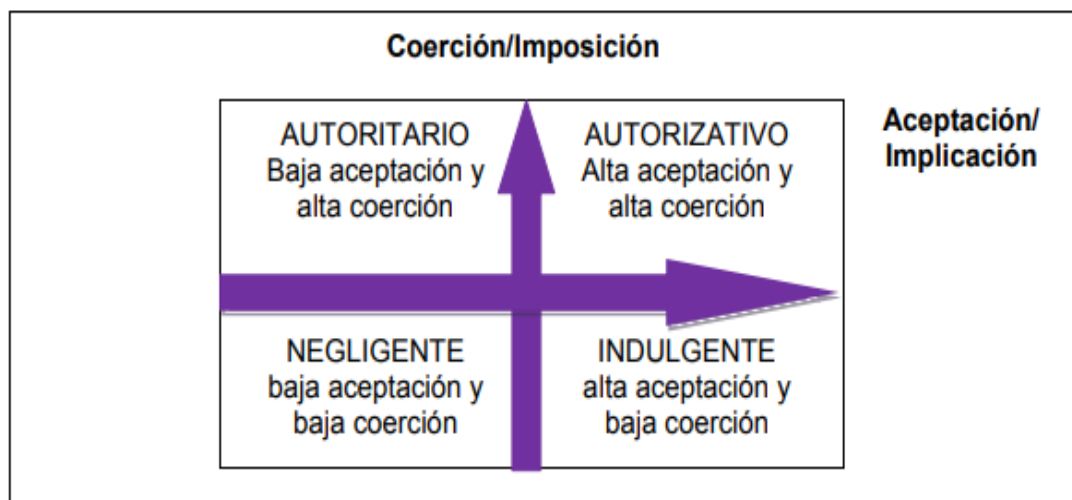 Coerción/Imposición
Aceptación/
Implicación
AUTORITARIO
Baja aceptación y
alta coerción
AUTORIZATIVO
Alta aceptación y
alta coerción
NEGLIGENTE
baja aceptación y
baja coerción
INDULGENTE
alta aceptación y
baja coerción